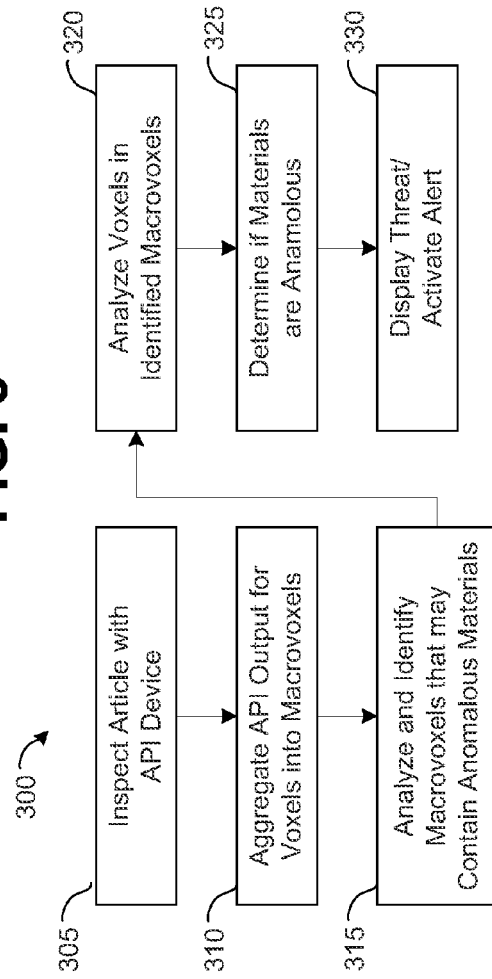 300
305
Inspect Article with
API Device
310
Aggregate API Output for
Voxels into Macrovoxels
315
Analyze and Identify
Macrovoxels that may
Contain Anomalous Materials
320
Analyze Voxels in
Identified Macrovoxels
325
Determine if Materials
are Anamolous
330
Display Threat/
Activate Alert